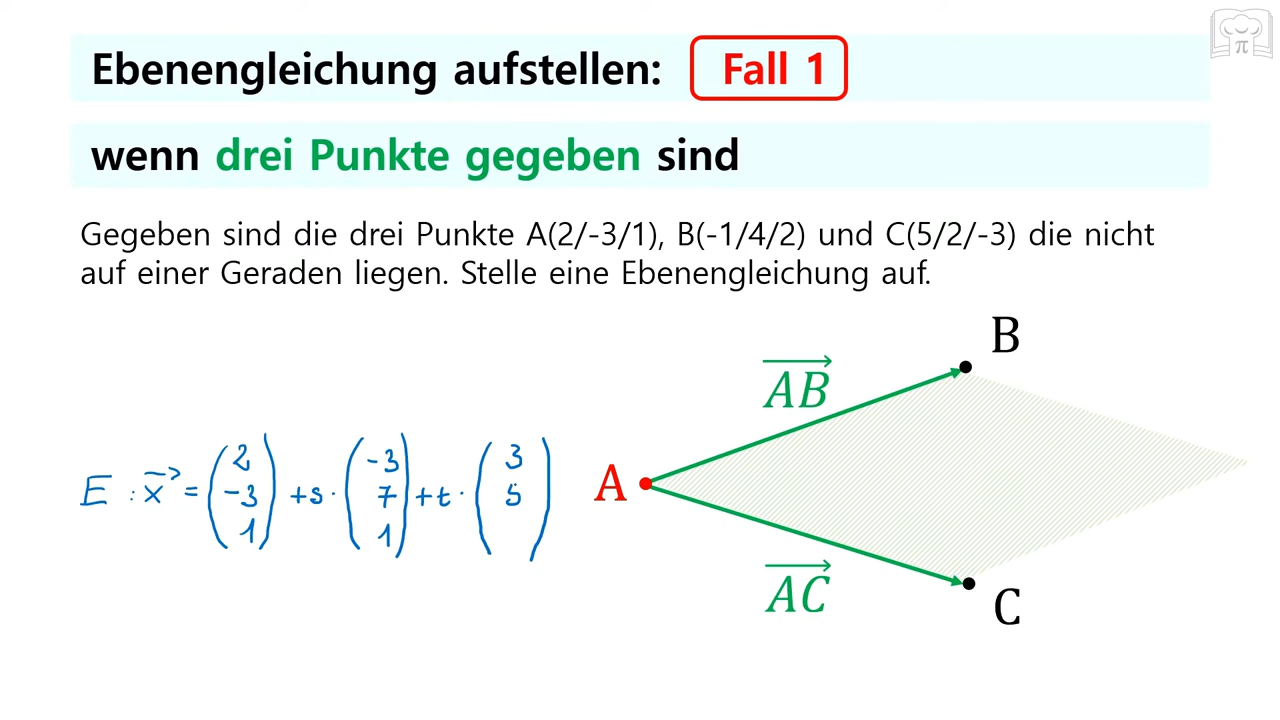 Ebenengleichung aufstellen: Fall 1
wenn drei Punkte gegeben sind
Gegeben sind die drei Punkte A(2/-3/1), B(-1/4/2) und C(5/2/-3) die nicht
auf einer Geraden liegen. Stelle eine Ebenengleichung auf.
B
AB
A
AC
C
2 -3 3
E : x = -3 + s · 7 + t · 5
1 1
π